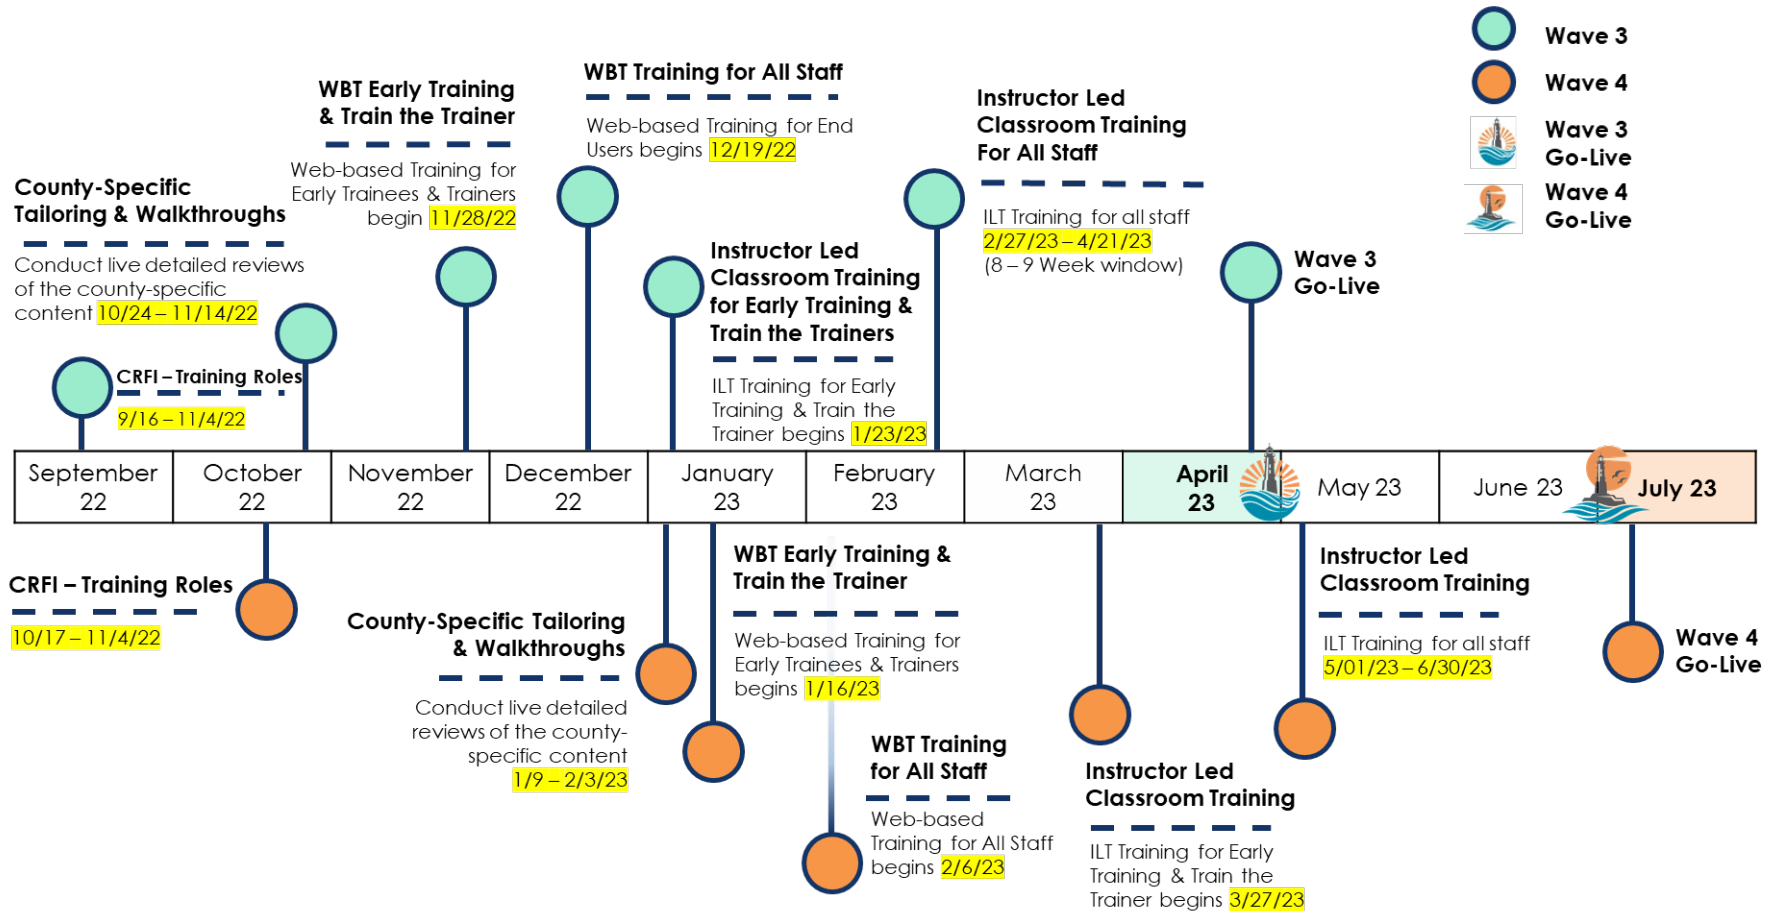 Wave 3
Wave 4
Wave 3
Go-Live
Wave 4
Go-Live
County-Specific
Tailoring & Walkthroughs
Conduct live detailed reviews
of the county-specific
content 10/24 – 11/14/22
CRFI – Training Roles
9/16 – 11/4/22
WBT Early Training
& Train the Trainer
Web-based Training for
Early Trainees & Trainers
begin 11/28/22
WBT Training for All Staff
Web-based Training for End
Users begins 12/19/22
Instructor Led
Classroom Training
for Early Training &
Train the Trainers
ILT Training for Early
Training & Train the
Trainer begins 1/23/23
Instructor Led
Classroom Training
For All Staff
ILT Training for all staff
2/27/23 – 4/21/23
(8 – 9 Week window)
Wave 3
Go-Live
September
22
October
22
November
22
December
22
January
23
February
23
March
23
April
23
May 23
June 23
July 23
CRFI – Training Roles
10/17 – 11/4/22
County-Specific Tailoring
& Walkthroughs
Conduct live detailed
reviews of the county-
specific content
1/9 – 2/3/23
WBT Early Training &
Train the Trainer
Web-based Training for
Early Trainees & Trainers
begins 1/16/23
WBT Training
for All Staff
Web-based
Training for All Staff
begins 2/6/23
Instructor Led
Classroom Training
ILT Training for Early
Training & Train the
Trainer begins 3/27/23
Instructor Led
Classroom Training
ILT Training for all staff
5/01/23 – 6/30/23
Wave 4
Go-Live